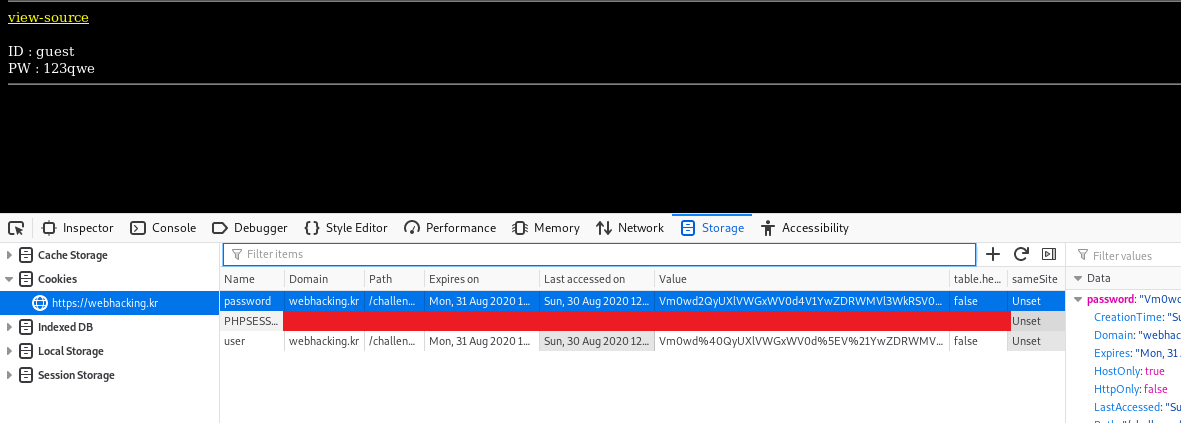 view-source
ID : guest
PW : 123qwe
Inspector Console Debugger Style Editor Performance Memory Network Storage Accessibility
Cache Storage
Cookies
https://webhacking.kr
Indexed DB
Local Storage
Session Storage
Filter items
Name Domain Path Expires on Last accessed on Value table.he... sameSite
password webhacking.kr /challen... Mon, 31 Aug 2020 1... Sun, 30 Aug 2020 12... Vm0wd2QyUXlVWGxWV0d4V1YwZDRWMVl3WkRSV0... false Unset
PHPSESS... Unset
user webhacking.kr /challen... Mon, 31 Aug 2020 1... Sun, 30 Aug 2020 12... Vm0wd%40QyUXlVWGxWV0d%5EV%21YwZDRWMV... false Unset
Filter values
Data
password: "Vm0wd
CreationTime: "Su
Domain: "webhac
Expires: "Mon, 31
HostOnly: true
HttpOnly: false
LastAccessed: "Su